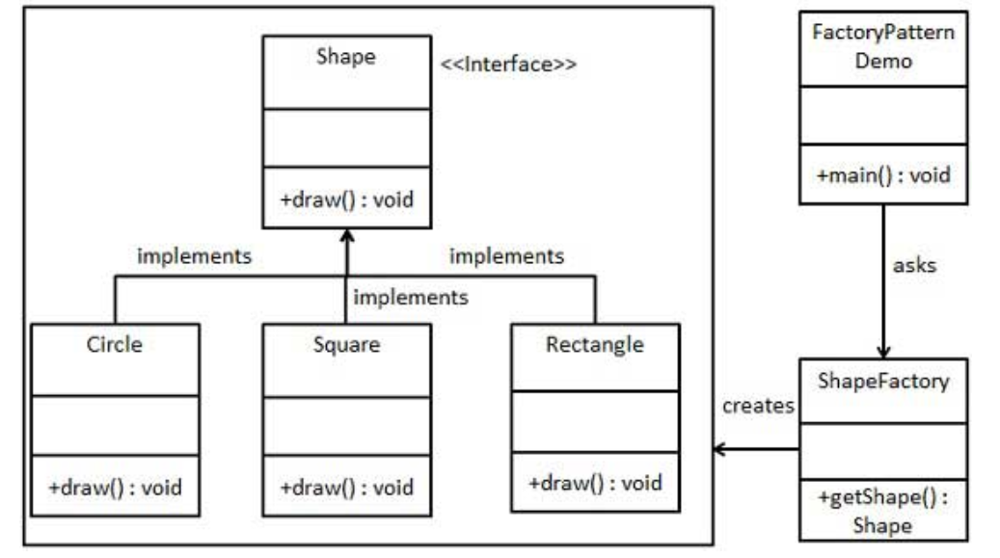 Shape
<<Interface>>
+draw() : void
implements
implements
implements
Circle
+draw() : void
Square
+draw() : void
Rectangle
+draw() : void
FactoryPattern
Demo
+main() : void
asks
ShapeFactory
+getShape() :
Shape
creates